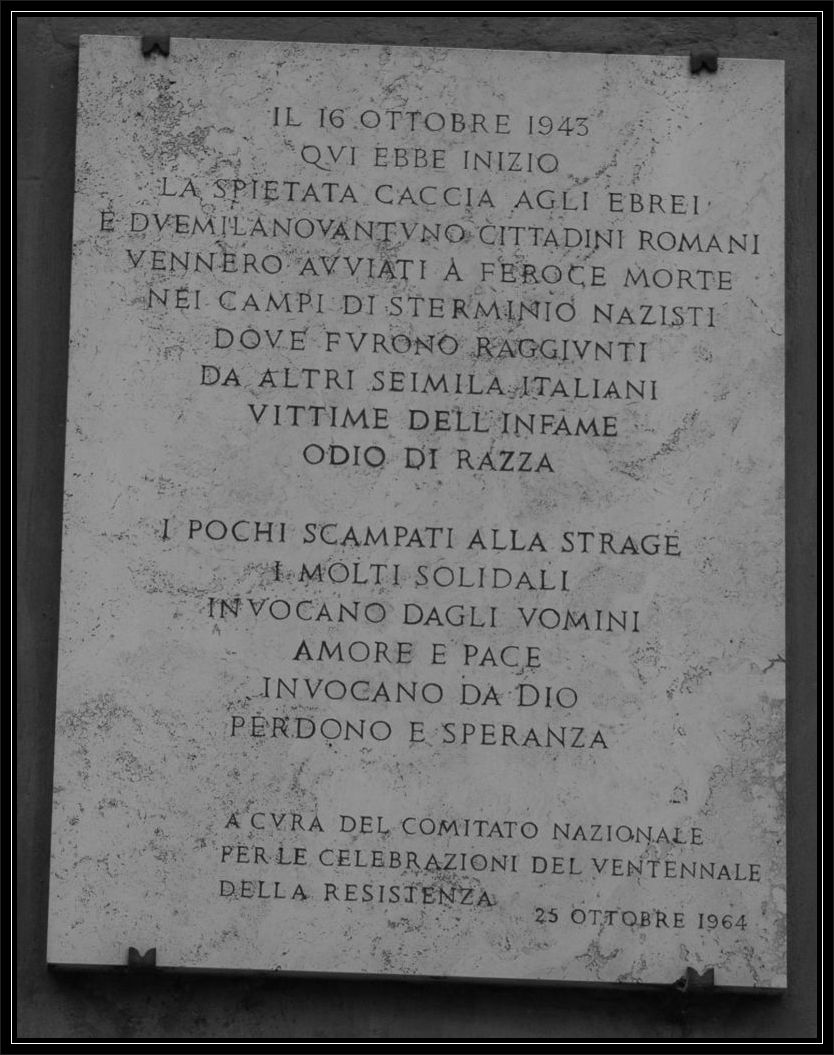 IL 16 OTTOBRE 1943
QVI EBBE INIZIO
LA SPIETATA CACCIA AGLI EBREI
E DVEMILANOVANTVNO CITTADINI ROMANI
VENNERO AVVIATI A FEROCE MORTE
NEI CAMPI DI STERMINIO NAZISTI
DOVE FVRONO RAGGIVNTI
DA ALTRI SEIMILA ITALIANI
VITTIME DELL'INFAME
ODIO DI RAZZA
I POCHI SCAMPATI ALLA STRAGE
I MOLTI SOLIDALI
INVOCANO DAGLI VOMINI
AMORE E PACE
INVOCANO DA DIO
PERDONO E SPERANZA
A CVRA DEL COMITATO NAZIONALE
PER LE CELEBRAZIONI DEL VENTENNALE
DELLA RESISTENZA
25 OTTOBRE 1964